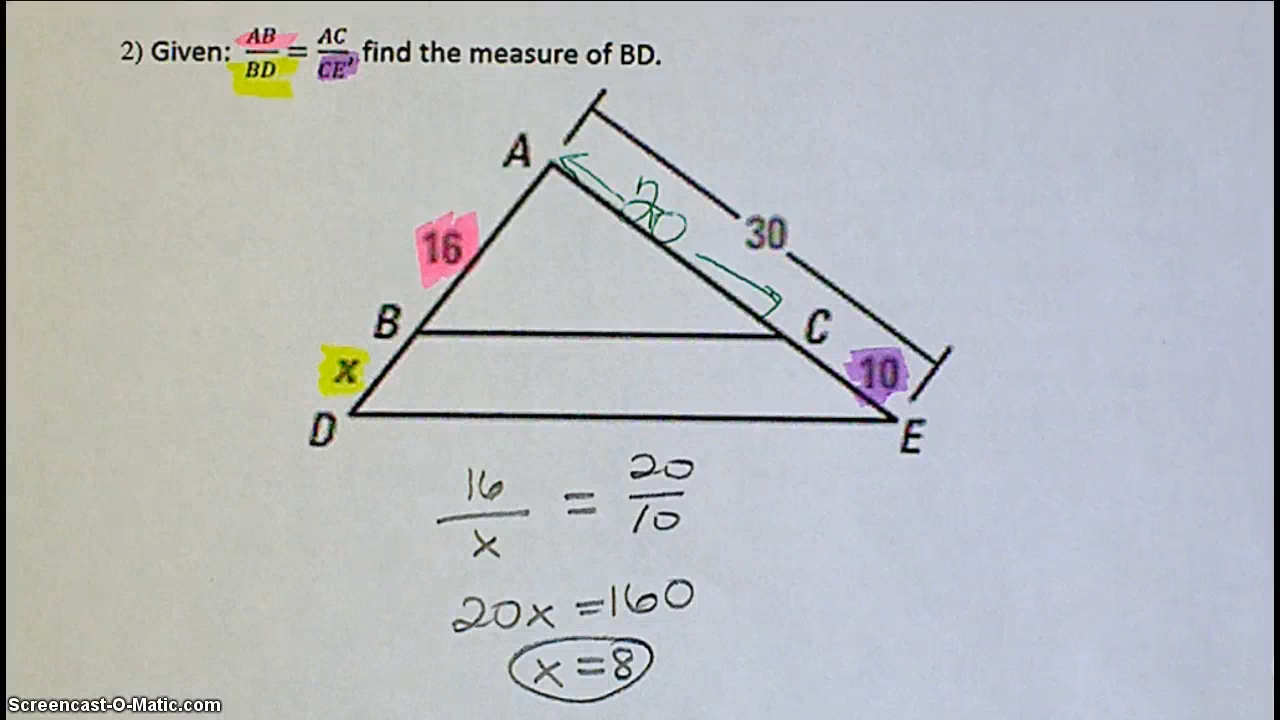 2) Given: AB/BD = AC/CE, find the measure of BD.
A
20
30
16
B
C
x
10
D
E
16/x = 20/10
20x = 160
x = 8
Screencast-O-Matic.com